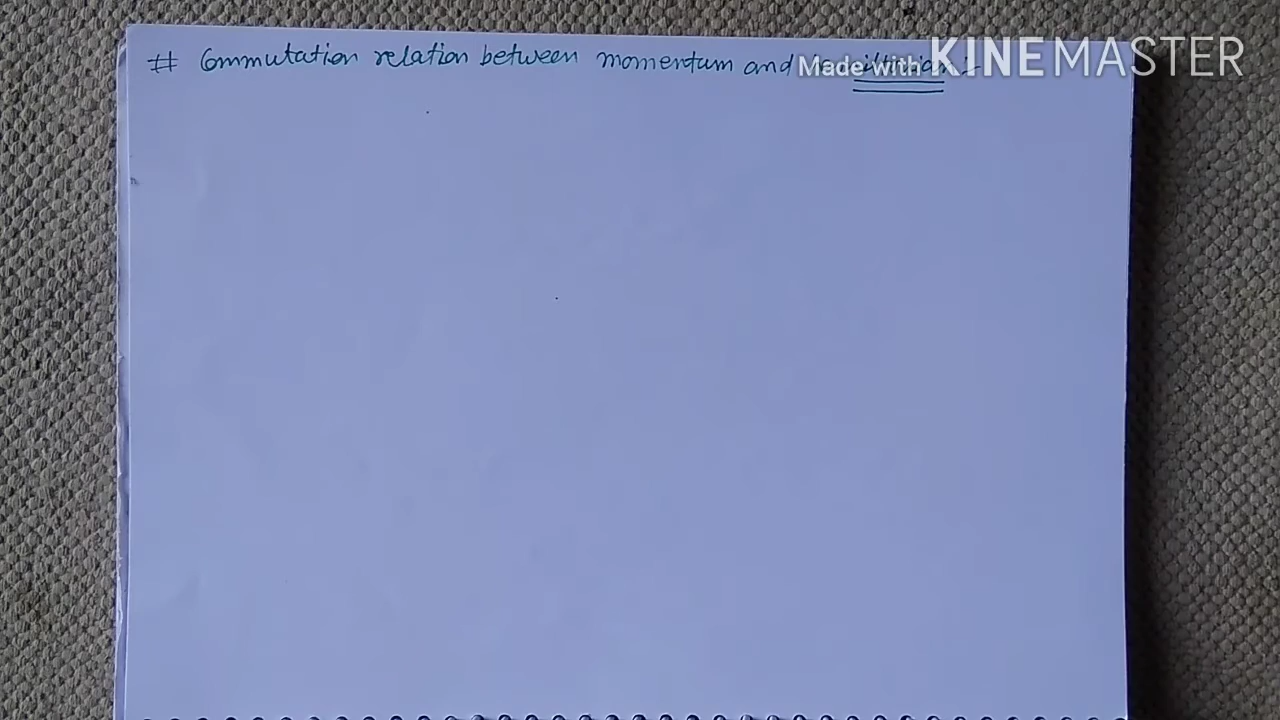 # Commutation relation between momentum and :-
Made with KINEMASTER